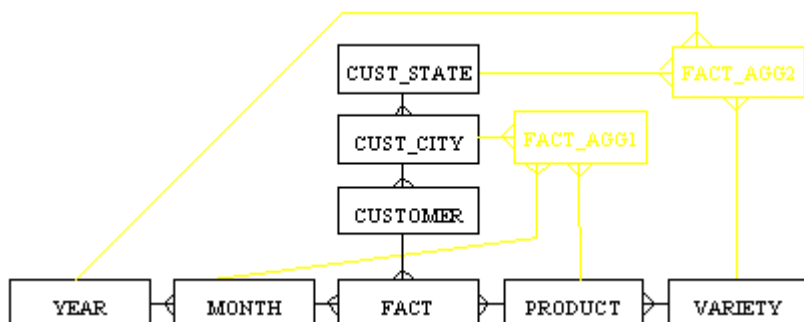 CUST_STATE
FACT_AGG2
CUST_CITY
FACT_AGG1
CUSTOMER
YEAR
MONTH
FACT
PRODUCT
VARIETY